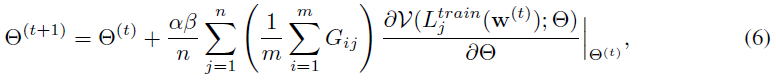 Θ^{(t+1)} = Θ^{(t)} + \frac{αβ}{n} \sum_{j=1}^{n} \left( \frac{1}{m} \sum_{i=1}^{m} G_{ij} \right) \frac{∂\mathcal{V}(L_j^{train}(\mathbf{w}^{(t)}); Θ)}{∂Θ} \Big|_{Θ^{(t)}}, (6)